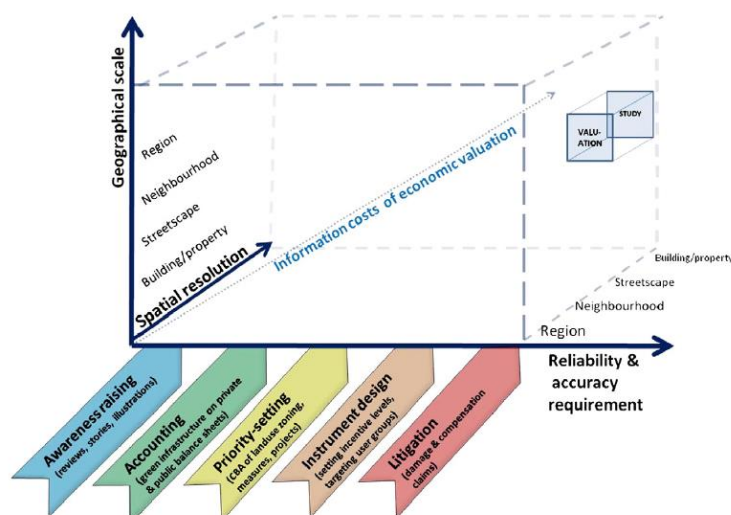 Geographical scale
Region
Neighbourhood
Streetscape
Building/property
Spatial resolution
Information costs of economic valuation
VALU-
ATION
STUDY
Building/property
Streetscape
Neighbourhood
Region
Reliability &
accuracy
requirement
Awareness raising
(reviews, stories, illustrations)
Accounting
(green infrastructure on private
& public balance sheets)
Priority-setting
(CBA of landuse zoning,
measures, projects)
Instrument design
(setting incentive levels,
targeting user groups)
Litigation
(damage & compensation
claims)